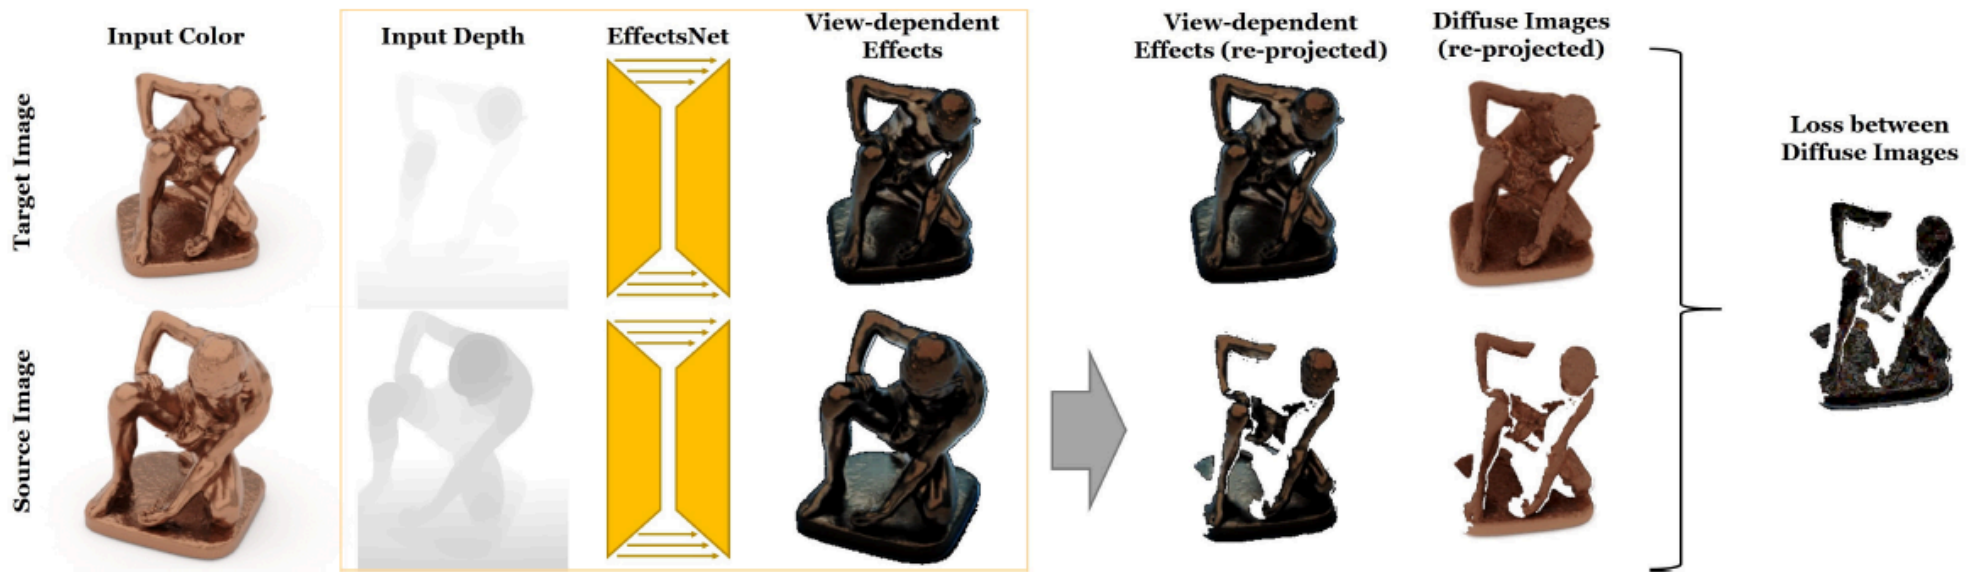 Input Color
Input Depth
EffectsNet
View-dependent
Effects
View-dependent
Effects (re-projected)
Diffuse Images
(re-projected)
Target Image
Loss between
Diffuse Images
Source Image